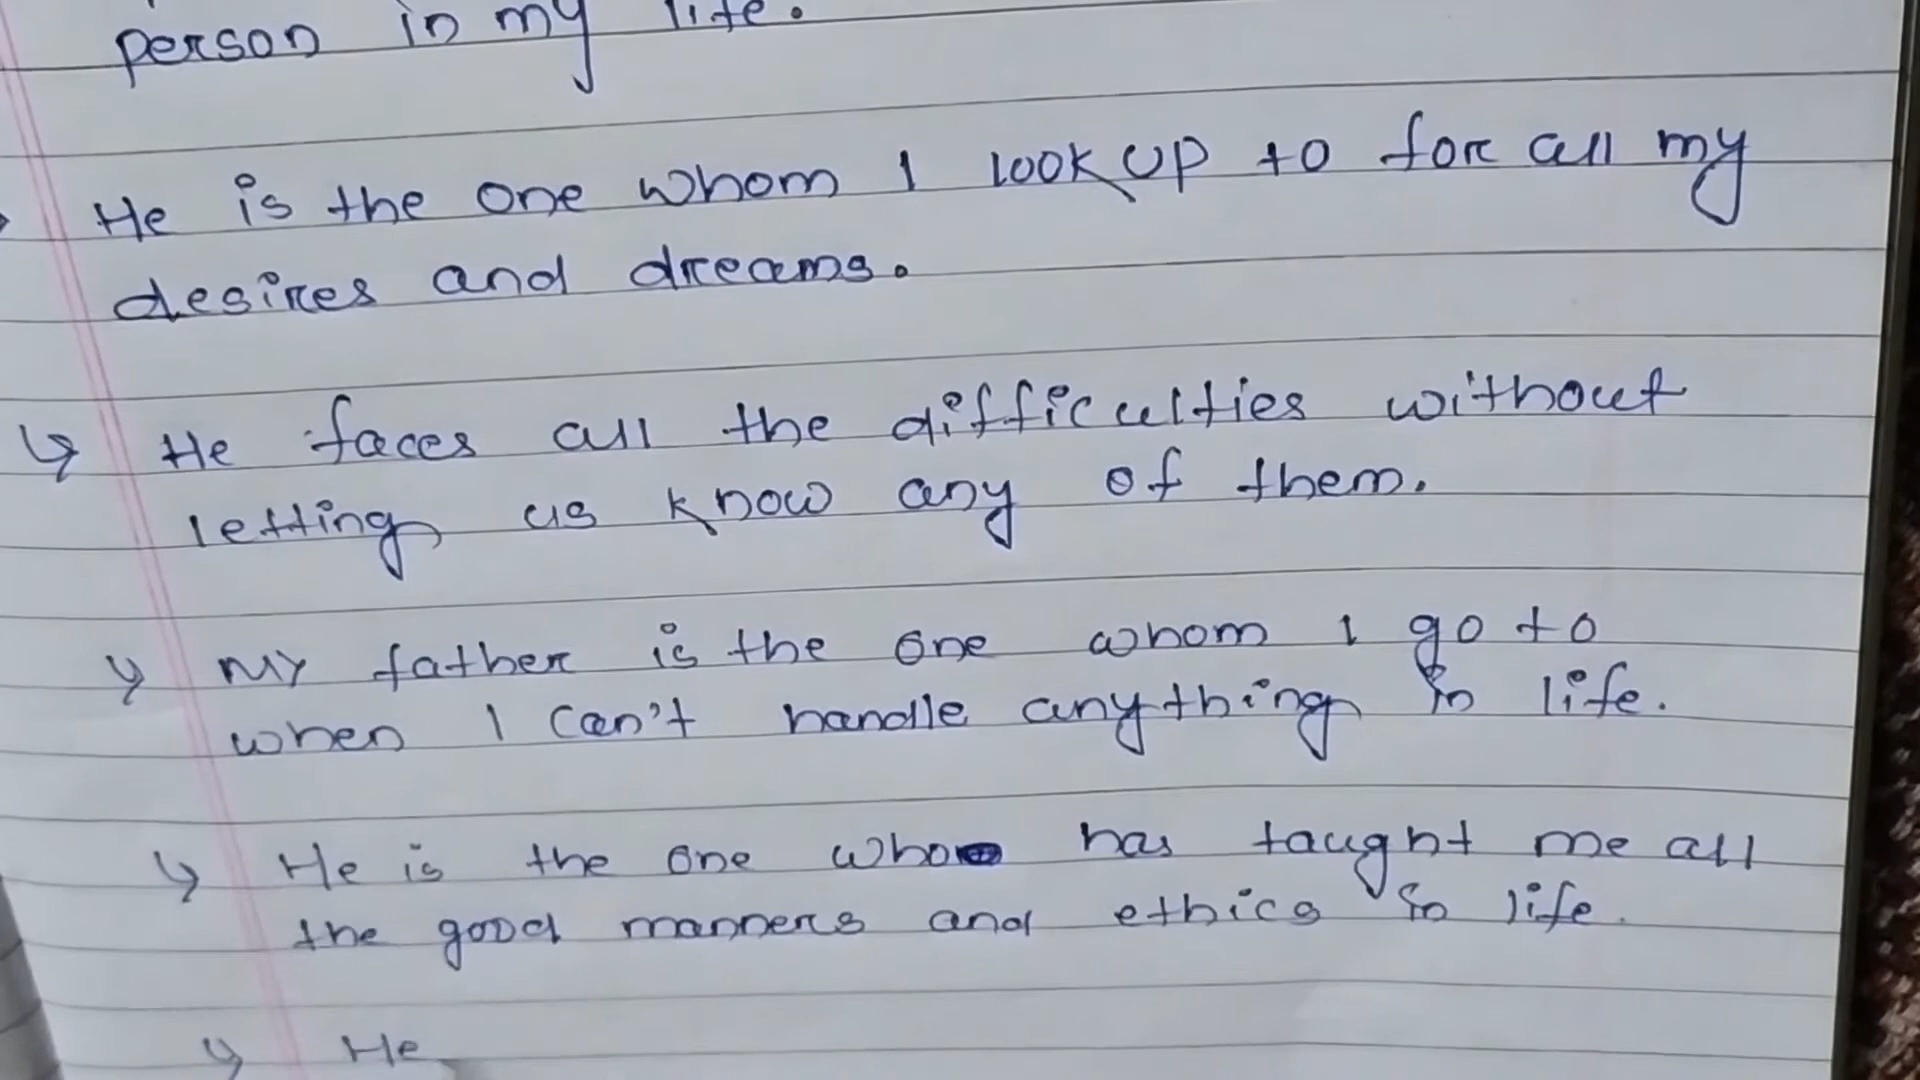 person in my life.
He is the one whom I look up to for all my
desires and dreams.
↳ He faces all the difficulties without
letting us know any of them.
↳ My father is the one whom I go to
when I can't handle anything in life.
↳ He is the one who has taught me all
the good manners and ethics in life.
↳ He